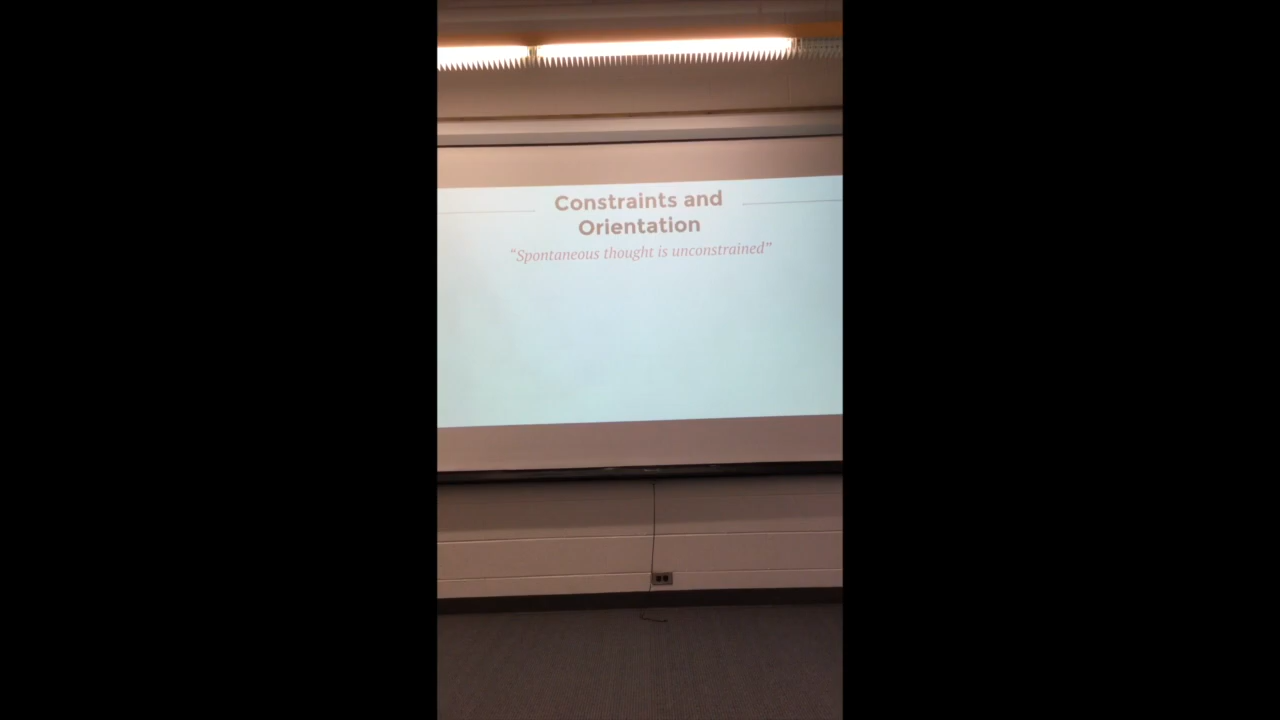 Constraints and
Orientation
“Spontaneous thought is unconstrained”